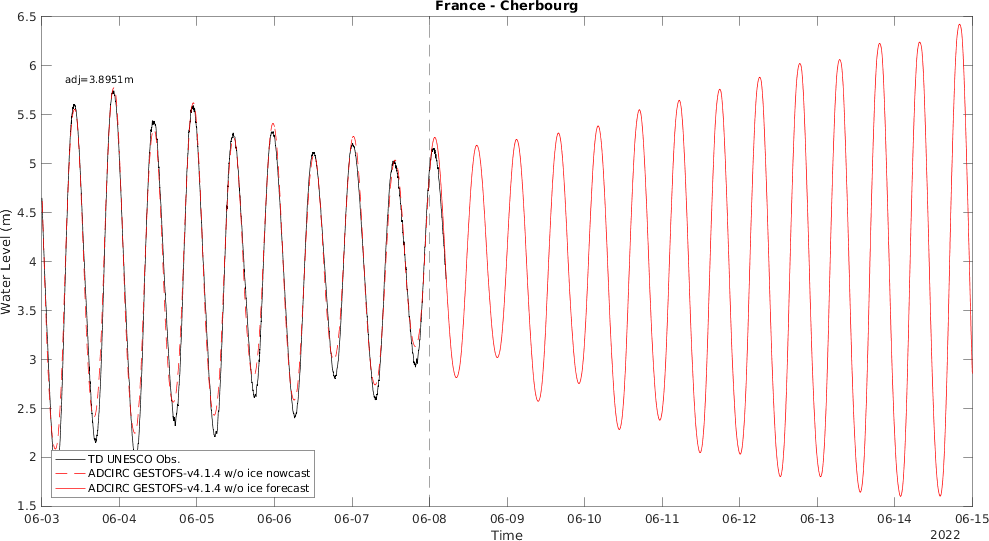 France - Cherbourg
adj=3.8951m
Water Level (m)
6.5
6
5.5
5
4.5
4
3.5
3
2.5
2
1.5
TD UNESCO Obs.
ADCIRC GESTOFS-v4.1.4 w/o ice nowcast
ADCIRC GESTOFS-v4.1.4 w/o ice forecast
06-03 06-04 06-05 06-06 06-07 06-08 06-09 06-10 06-11 06-12 06-13 06-14 06-15
Time
2022